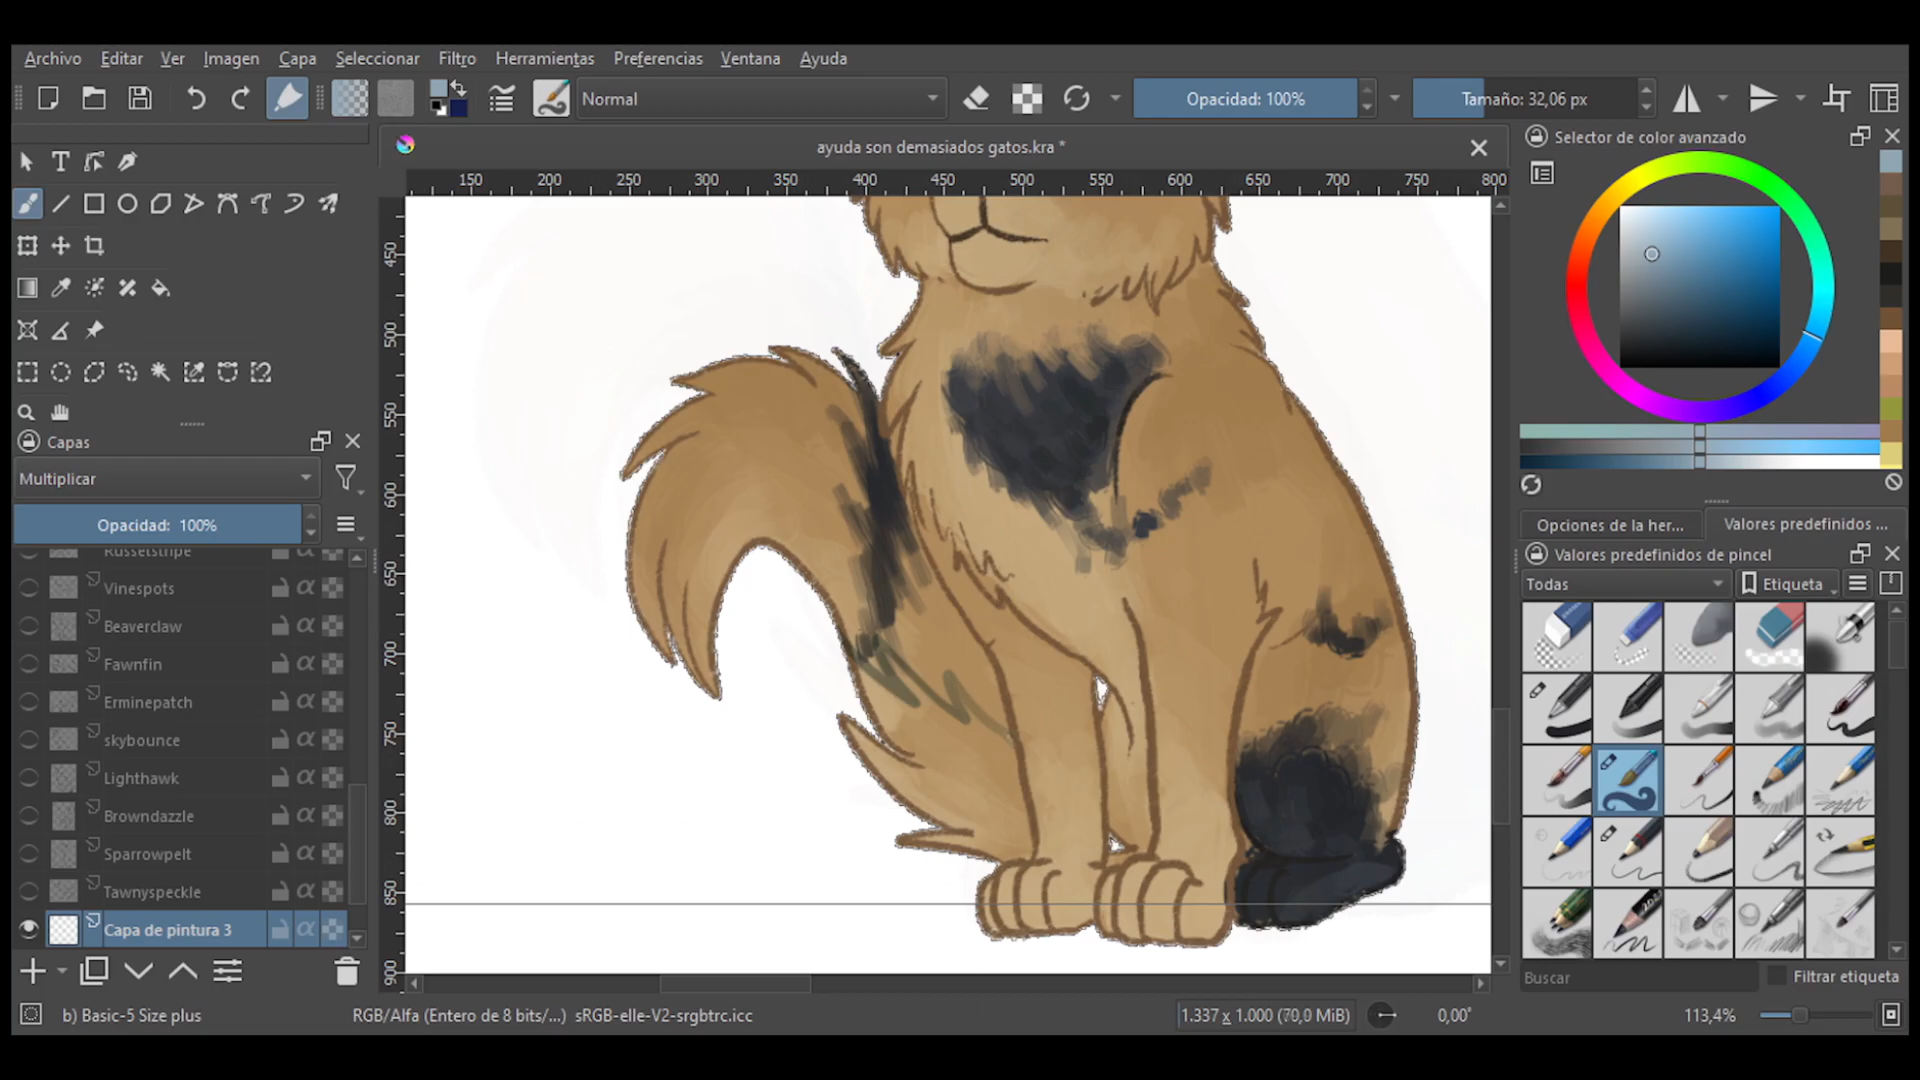 Archivo Editar Ver Imagen Capa Seleccionar Filtro Herramientas Preferencias Ventana Ayuda
Normal
Opacidad: 100%
Tamaño: 32,06 px
ayuda son demasiados gatos.kra *
Selector de color avanzado
150 200 250 300 350 400 450 500 550 600 650 700 750 800
450
500
550
600
650
700
750
800
850
900
Capas
Multiplicar
Opacidad: 100%
Russetstripe
Vinespots
Beaverclaw
Fawnfin
Erminepatch
skybounce
Lighthawk
Browndazzle
Sparrowpelt
Tawnyspeckle
Capa de pintura 3
Opciones de la her...
Valores predefinidos ...
Valores predefinidos de pincel
Todas
Etiqueta
Buscar
Filtrar etiqueta
b) Basic-5 Size plus
RGB/Alfa (Entero de 8 bits/...) sRGB-elle-V2-srgbtrc.icc
1.337 x 1.000 (70,9 MiB)
0,00°
113,4%